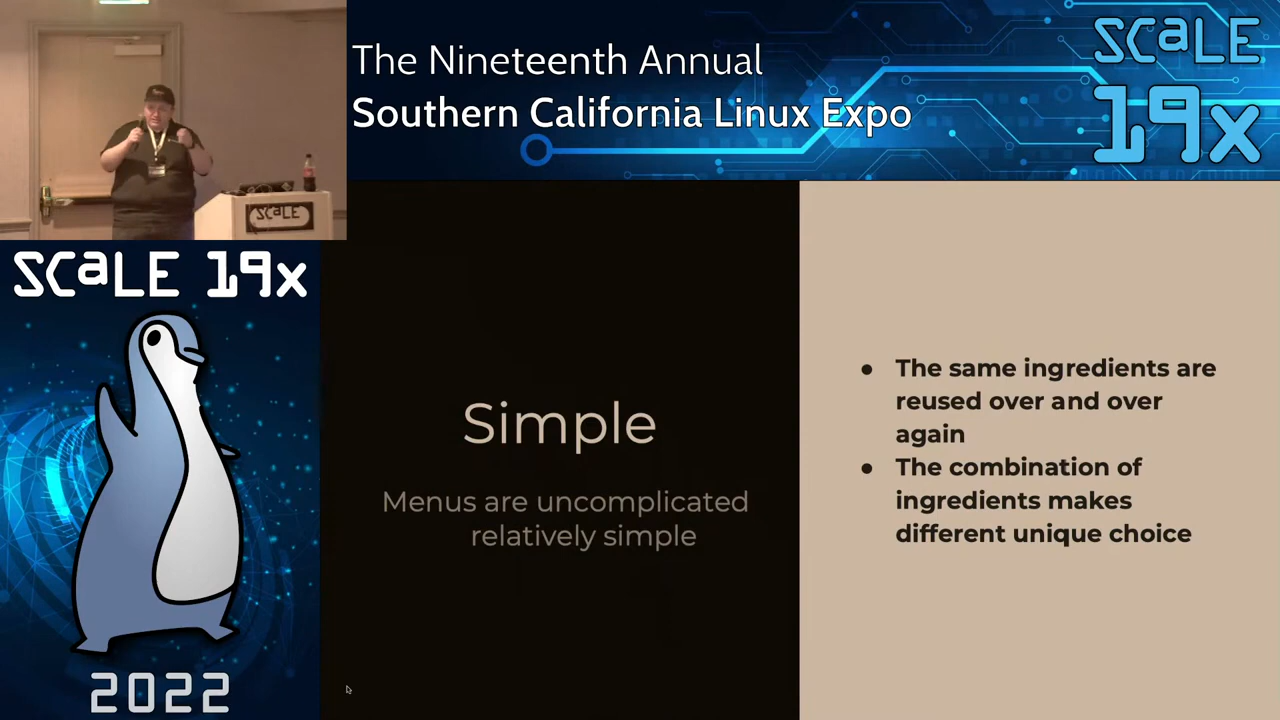 The Nineteenth Annual
Southern California Linux Expo
SCaLE
19x
SCaLE
SCaLE 19x
2022
Simple
Menus are uncomplicated
relatively simple
● The same ingredients are
reused over and over
again
● The combination of
ingredients makes
different unique choice